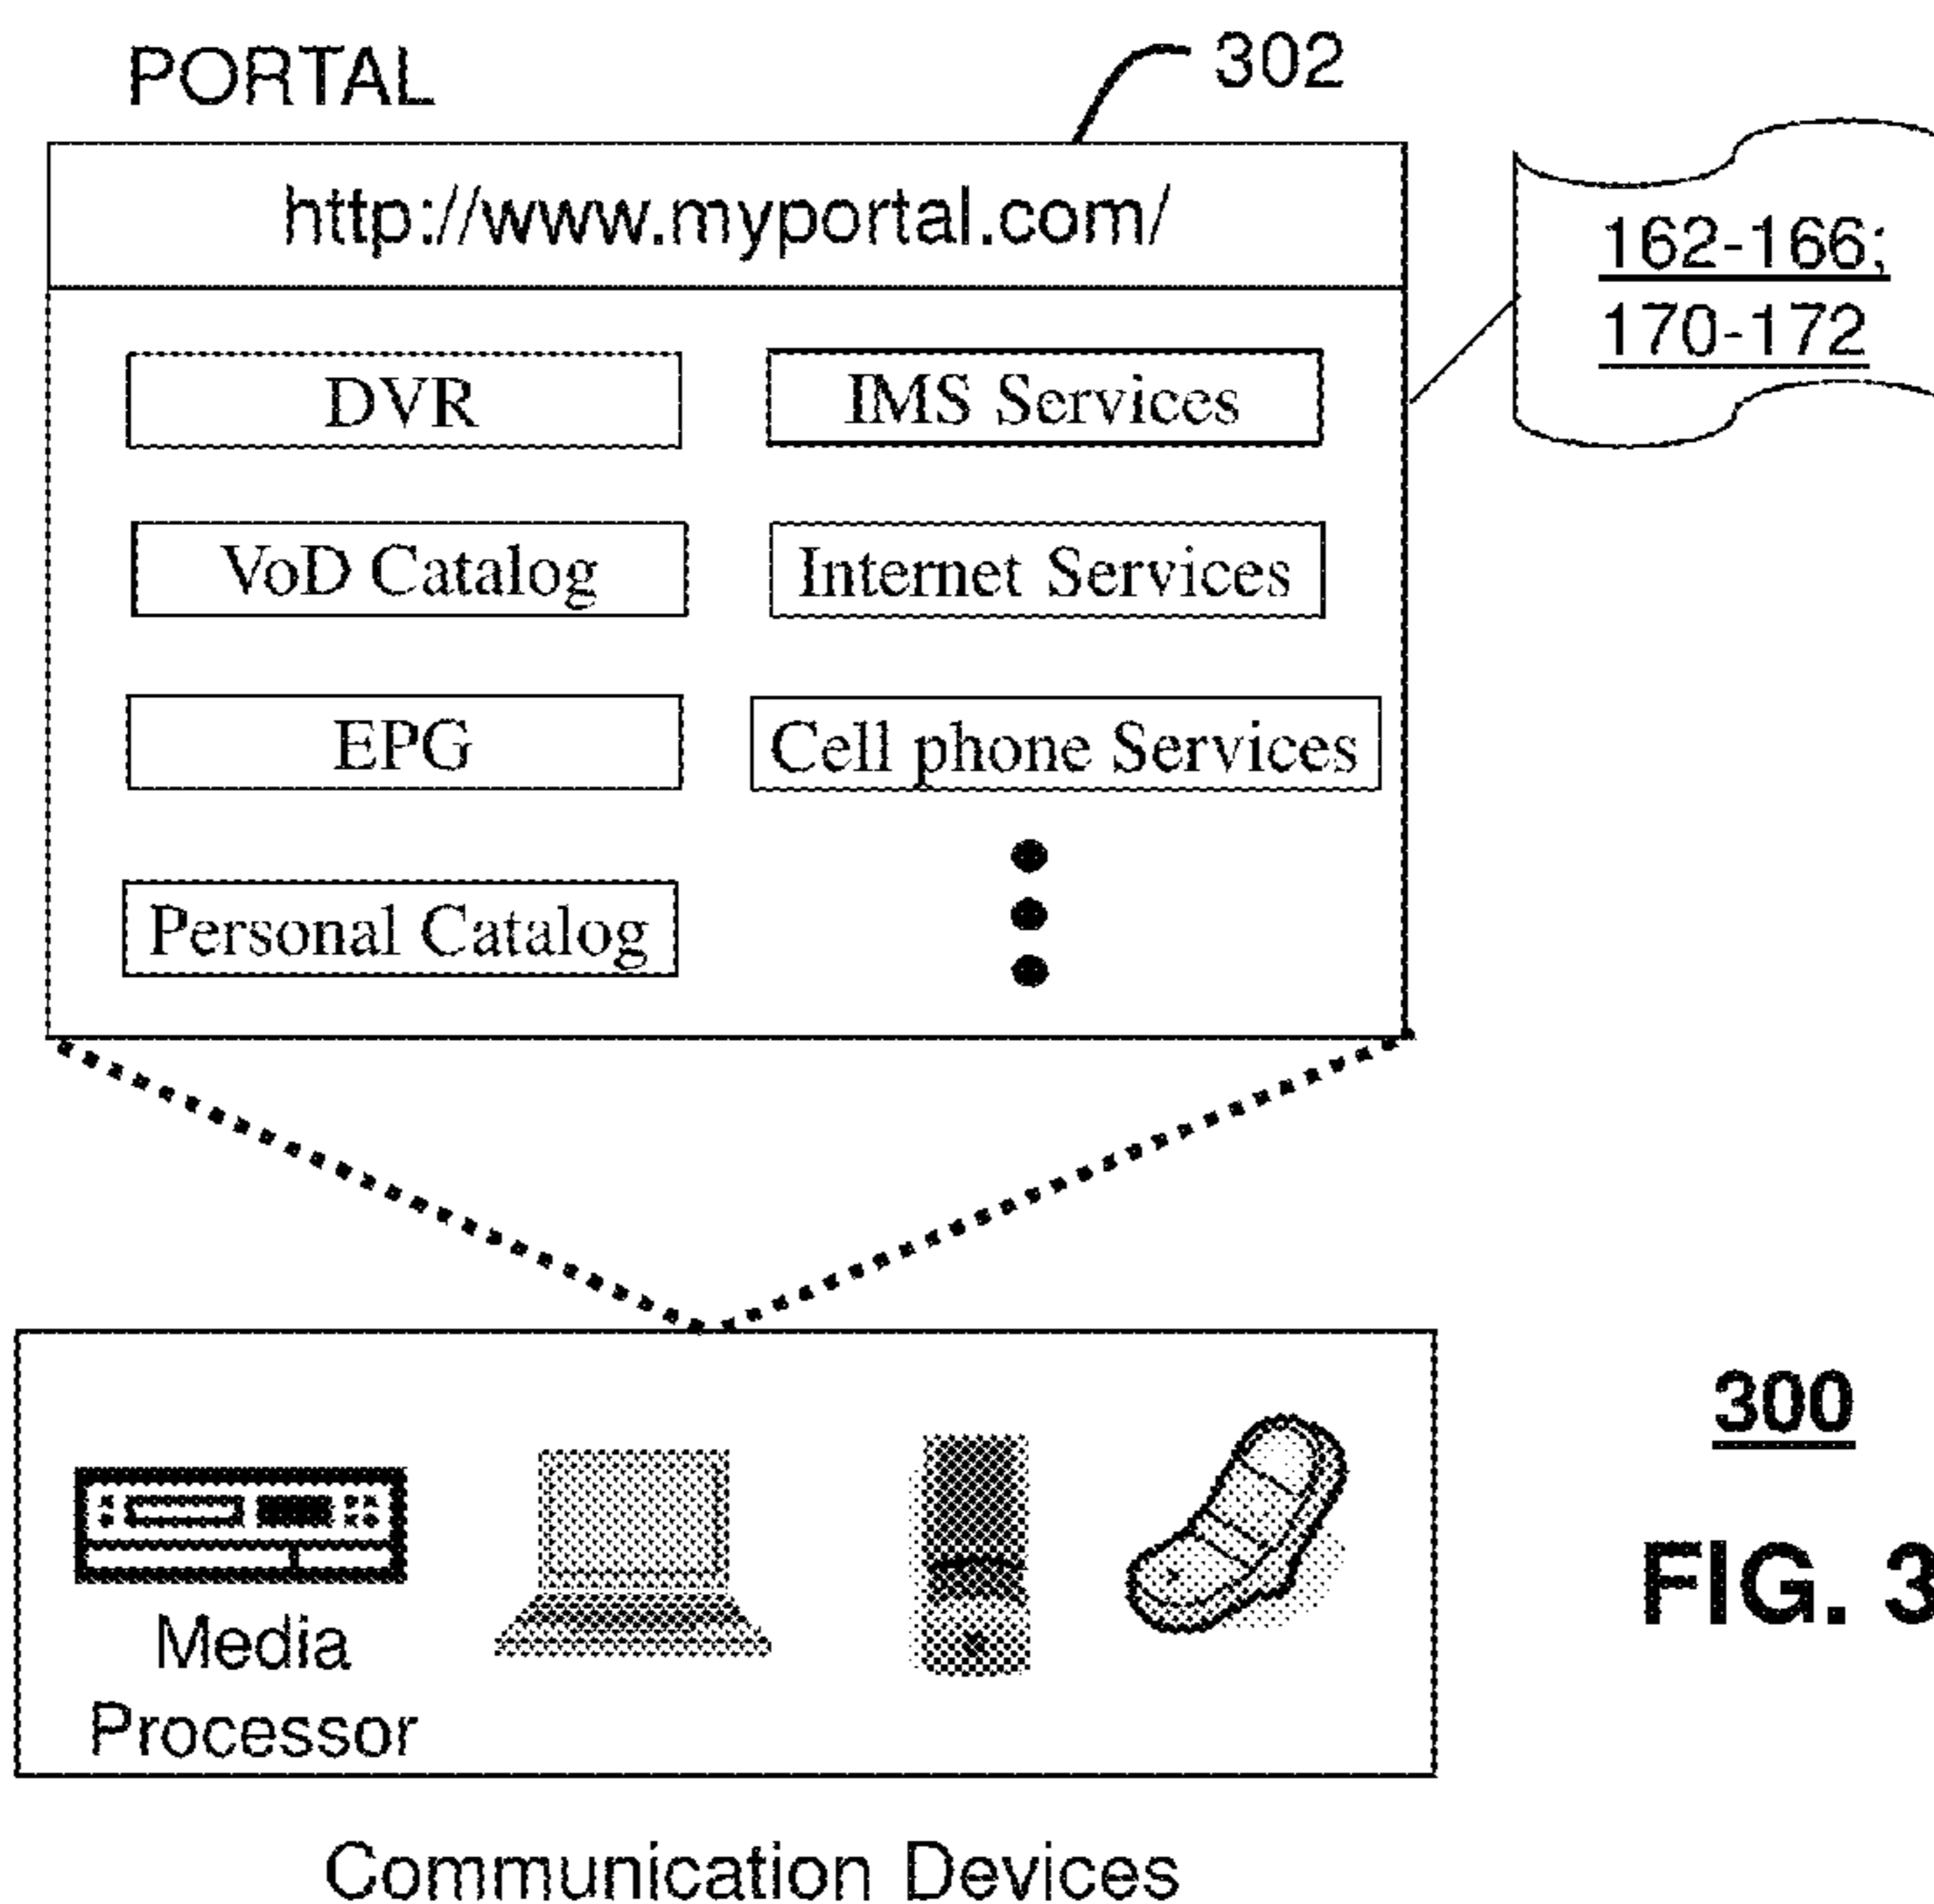 PORTAL
302
http://www.myportal.com/
162-166;
170-172
DVR
IMS Services
VoD Catalog
Internet Services
EPG
Cell phone Services
Personal Catalog
Media
Processor
300
FIG. 3
Communication Devices